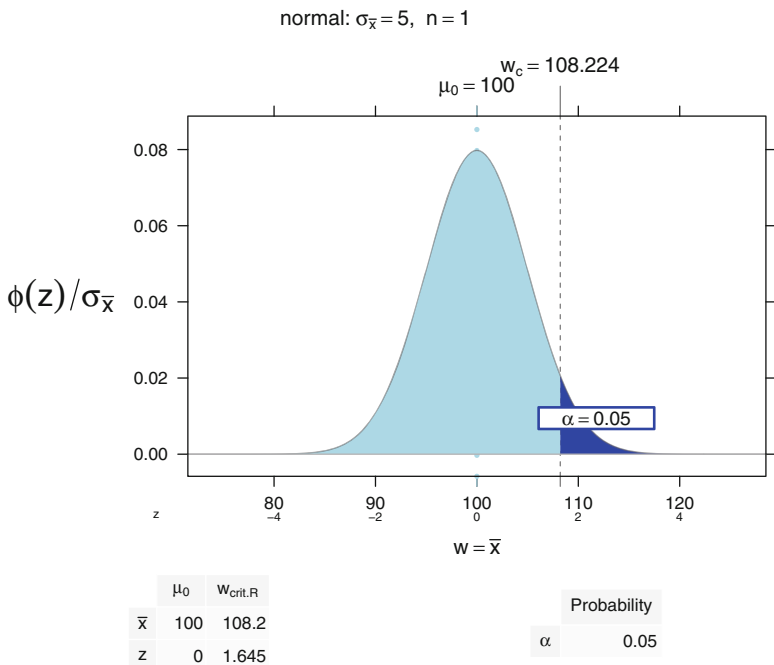 normal: σx̅ = 5, n = 1
wc = 108.224
μ0 = 100
0.08
0.06
0.04
ϕ(z)/σx̅
0.02
α = 0.05
0.00
80 90 100 110 120
z −4 −2 0 2 4
w = x̅
μ0 wcrit.R
x̅ 100 108.2
z 0 1.645
Probability
α 0.05